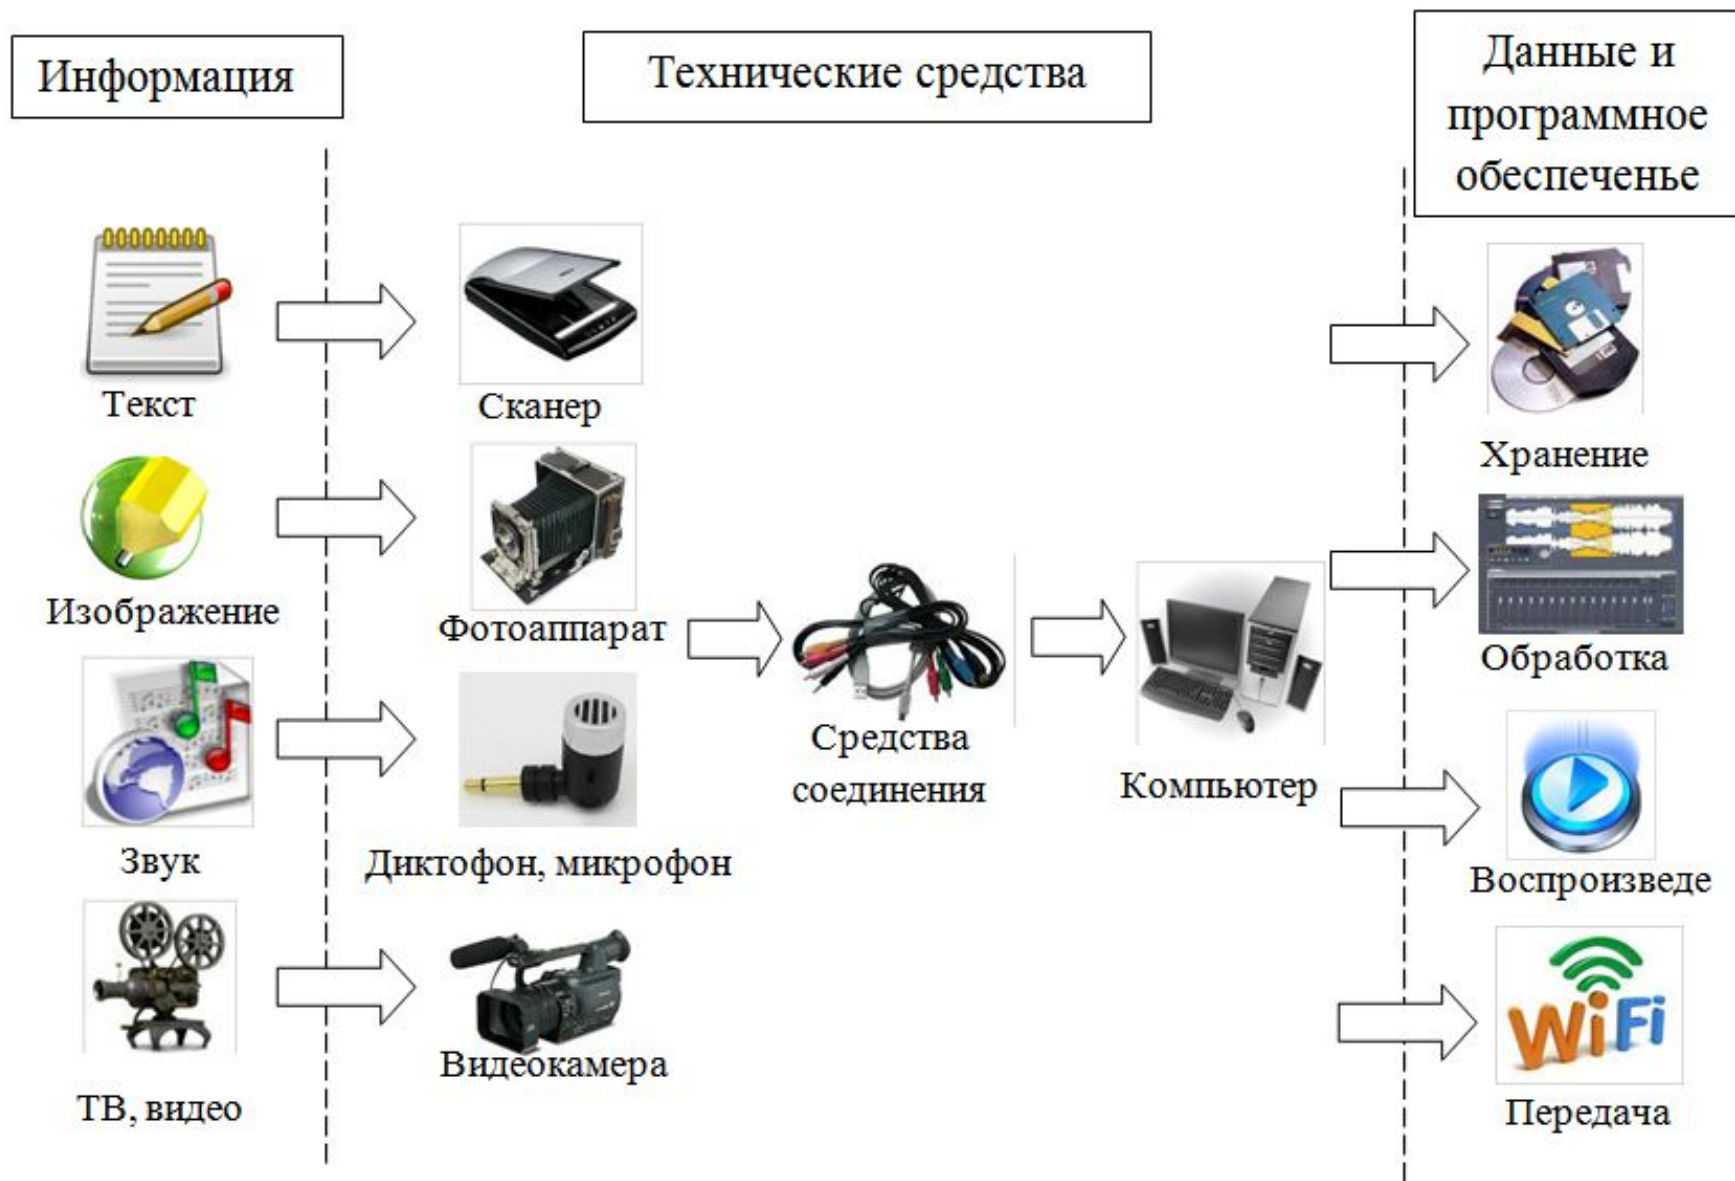 Информация
Технические средства
Данные и
программное
обеспеченье
Текст
Сканер
Хранение
Изображение
Фотоаппарат
Обработка
Средства
соединения
Компьютер
Звук
Диктофон, микрофон
Воспроизведе
ТВ, видео
Видеокамера
WiFi
Передача